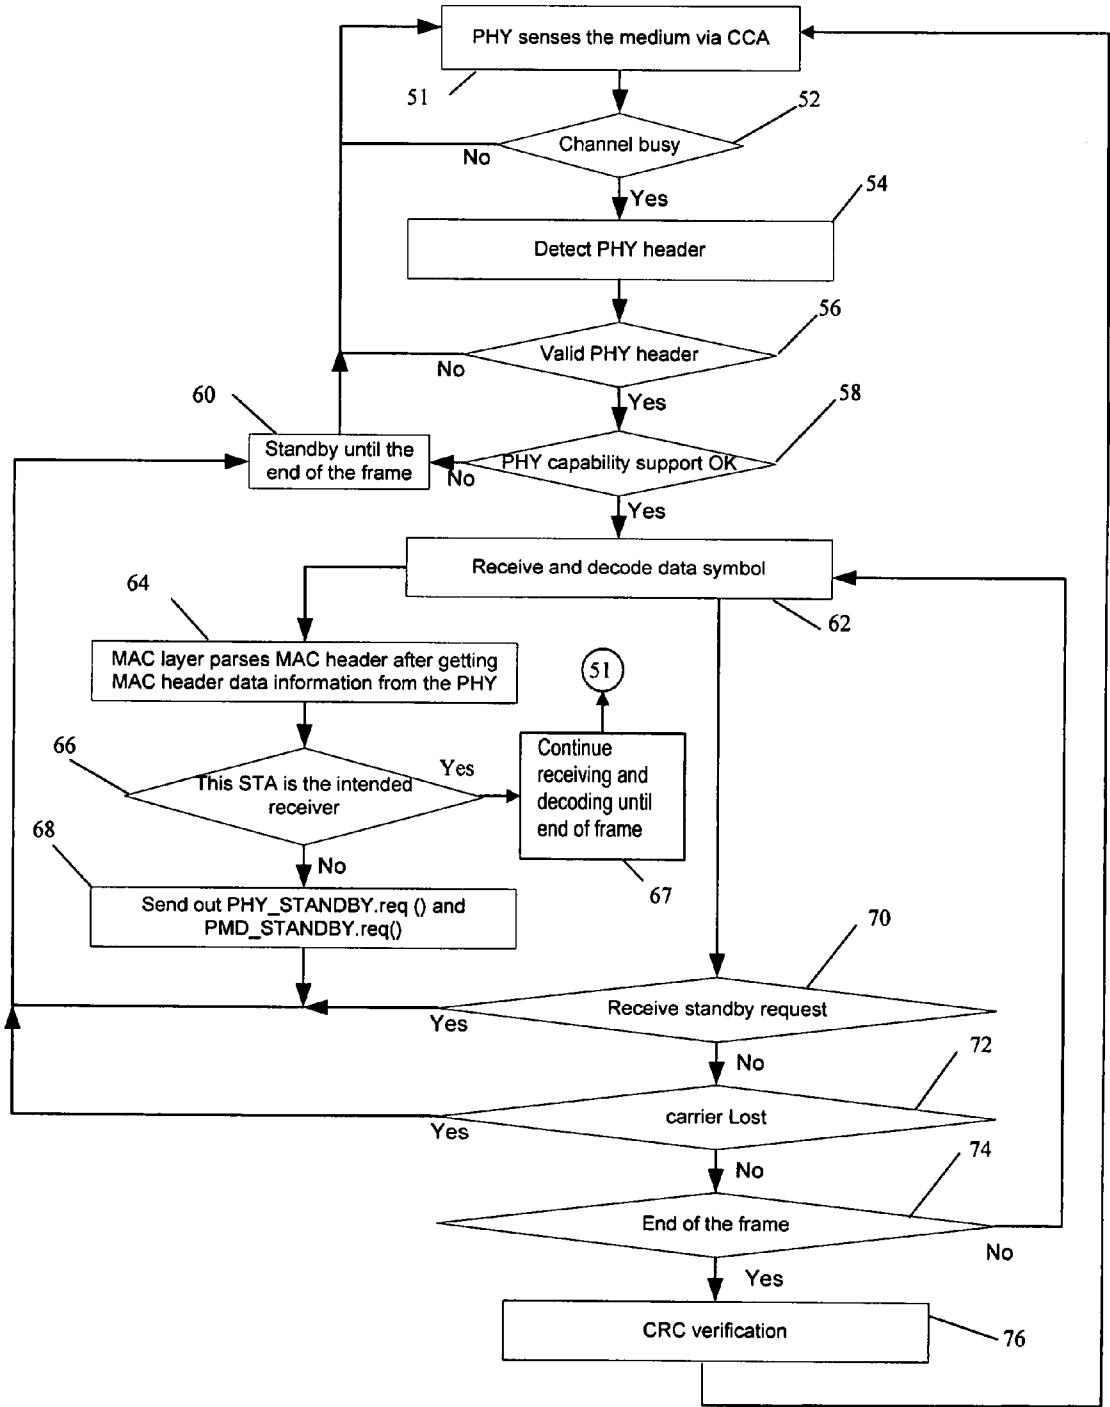 PHY senses the medium via CCA
51
52
Channel busy
No
Yes
54
Detect PHY header
56
Valid PHY header
No
Yes
60
58
Standby until the
end of the frame
PHY capability support OK
No
Yes
Receive and decode data symbol
64
62
MAC layer parses MAC header after getting
MAC header data information from the PHY
51
66
This STA is the intended
receiver
Yes
Continue
receiving and
decoding until
end of frame
68
No
67
Send out PHY_STANDBY.req () and
PMD_STANDBY.req()
70
Receive standby request
Yes
No
72
carrier Lost
Yes
No
74
End of the frame
No
Yes
CRC verification
76